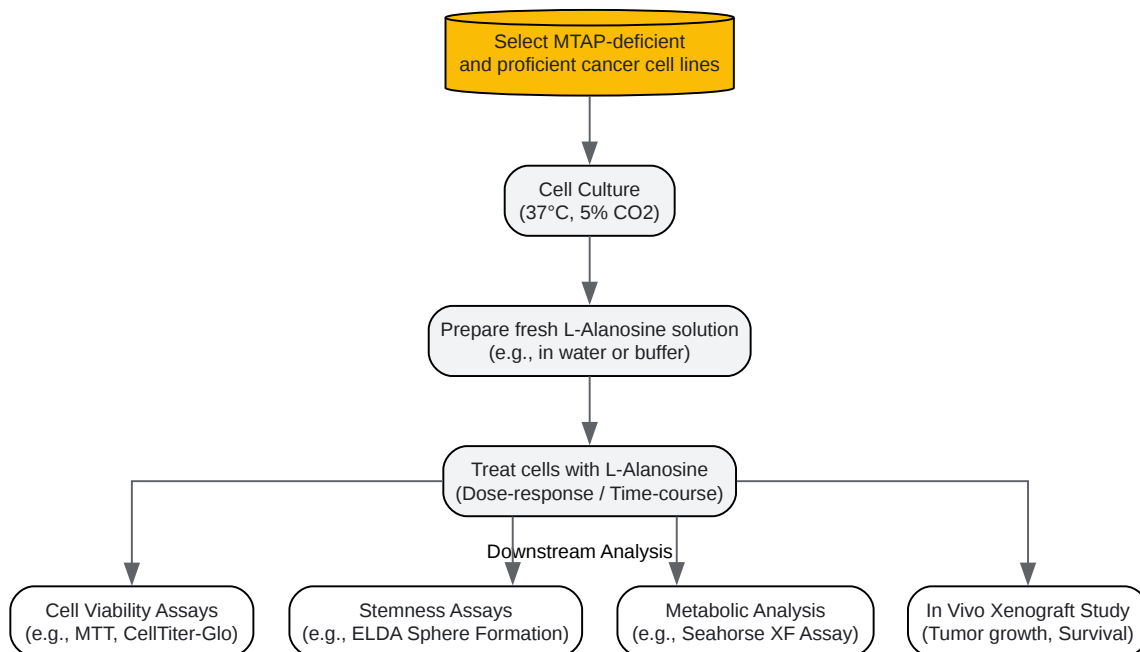 Select MTAP-deficient
and proficient cancer cell lines
Cell Culture
(37°C, 5% CO2)
Prepare fresh L-Alanosine solution
(e.g., in water or buffer)
Treat cells with L-Alanosine
(Dose-response / Time-course)
Downstream Analysis
Cell Viability Assays
(e.g., MTT, CellTiter-Glo)
Stemness Assays
(e.g., ELDA Sphere Formation)
Metabolic Analysis
(e.g., Seahorse XF Assay)
In Vivo Xenograft Study
(Tumor growth, Survival)